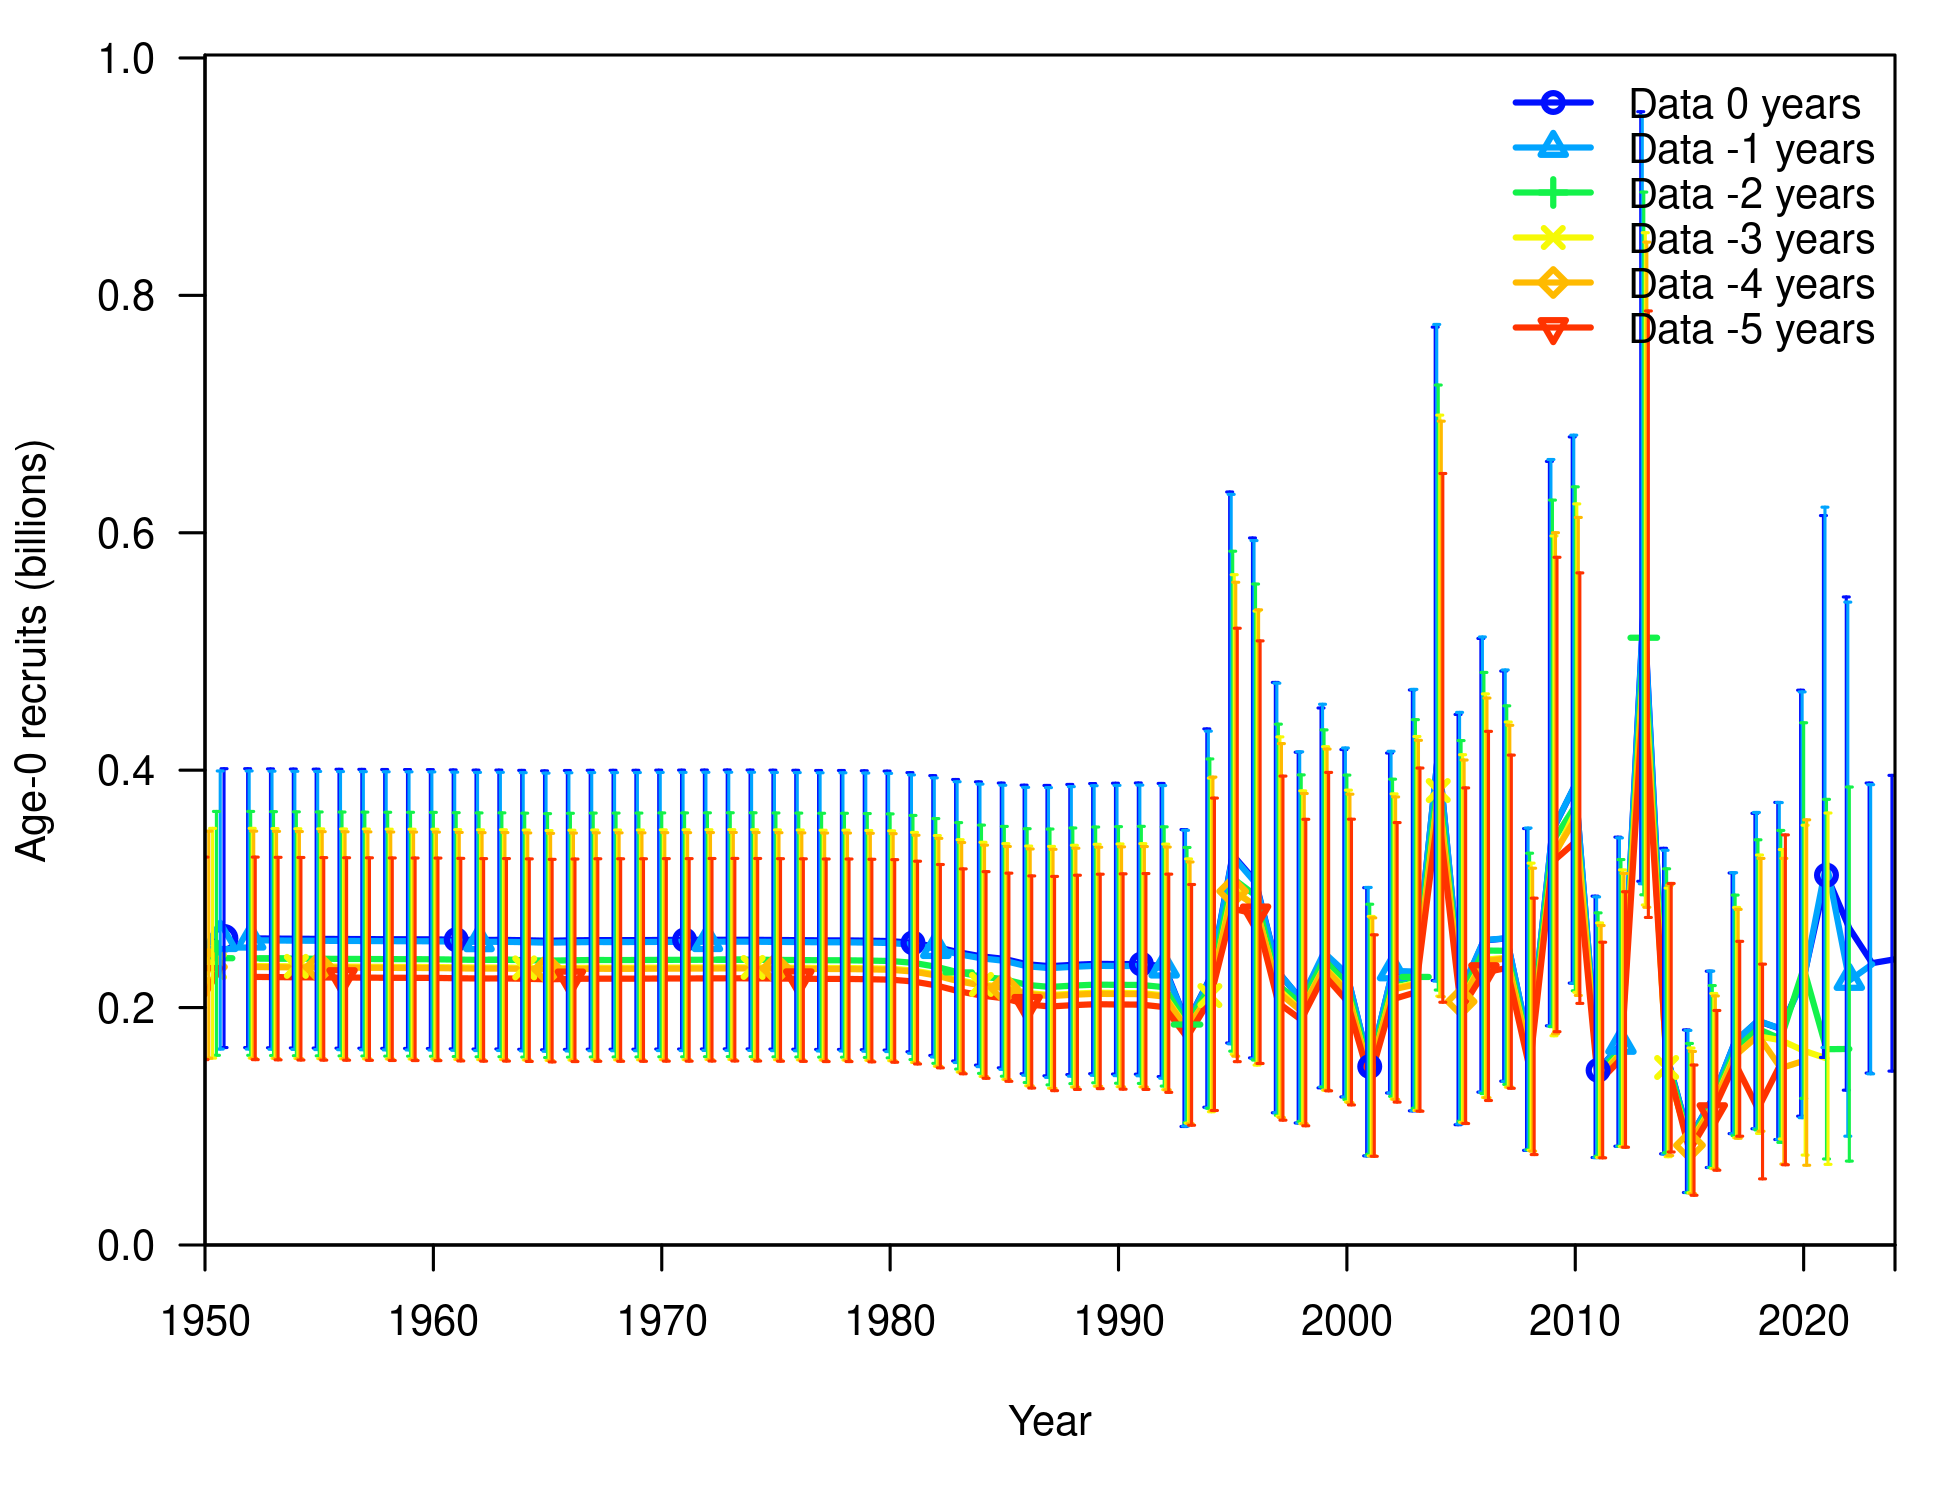 1.0
0.8
0.6
0.4
0.2
0.0
Age-0 recruits (billions)
Data 0 years
Data -1 years
Data -2 years
Data -3 years
Data -4 years
Data -5 years
1950 1960 1970 1980 1990 2000 2010 2020
Year